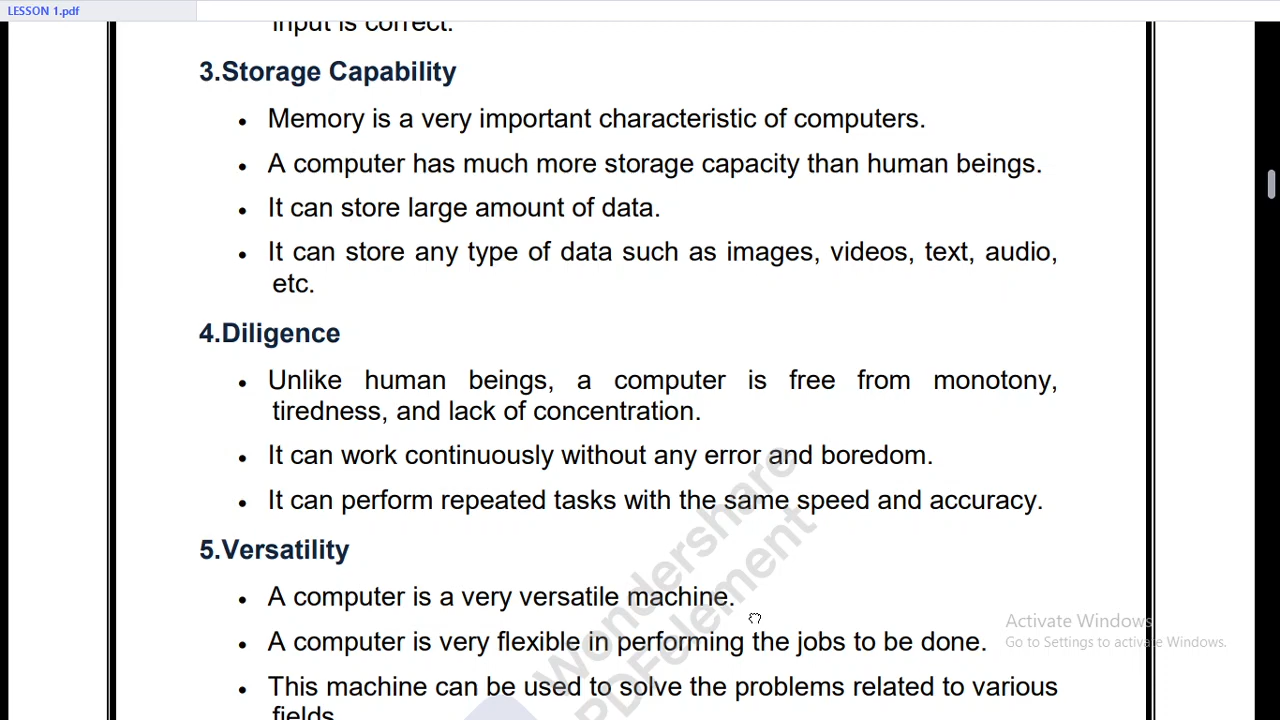 LESSON 1.pdf
input is correct.
3.Storage Capability
• Memory is a very important characteristic of computers.
• A computer has much more storage capacity than human beings.
• It can store large amount of data.
• It can store any type of data such as images, videos, text, audio,
etc.
4.Diligence
• Unlike human beings, a computer is free from monotony,
tiredness, and lack of concentration.
• It can work continuously without any error and boredom.
• It can perform repeated tasks with the same speed and accuracy.
5.Versatility
• A computer is a very versatile machine.
• A computer is very flexible in performing the jobs to be done.
• This machine can be used to solve the problems related to various
fields.
Wondershare
PDFelement
Activate Windows
Go to Settings to activate Windows.